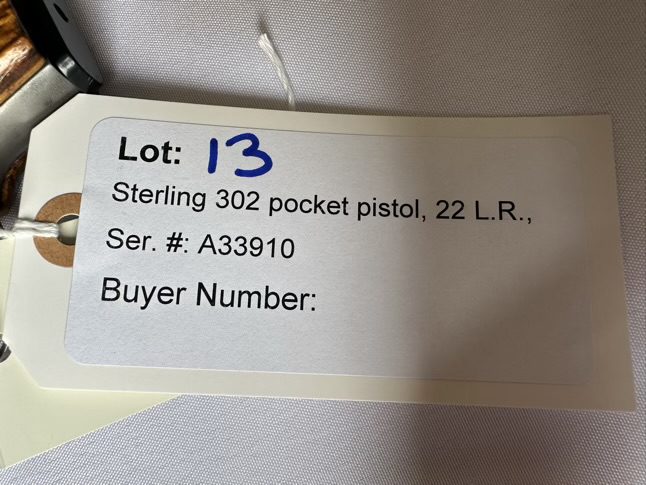 Lot: 13
Sterling 302 pocket pistol, 22 L.R.,
Ser. #: A33910
Buyer Number: